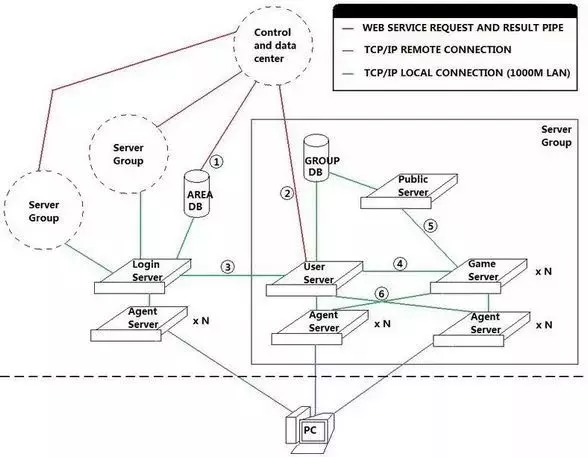 Control
and data
center
WEB SERVICE REQUEST AND RESULT PIPE
TCP/IP REMOTE CONNECTION
TCP/IP LOCAL CONNECTION (1000M LAN)
Server
Group
Server
Group
Server
Group
①
AREA
DB
②
GROUP
DB
Public
Server
⑤
Login
Server
③
User
Server
④
Game
Server
x N
⑥
Agent
Server
x N
Agent
Server
x N
Agent
Server
x N
PC